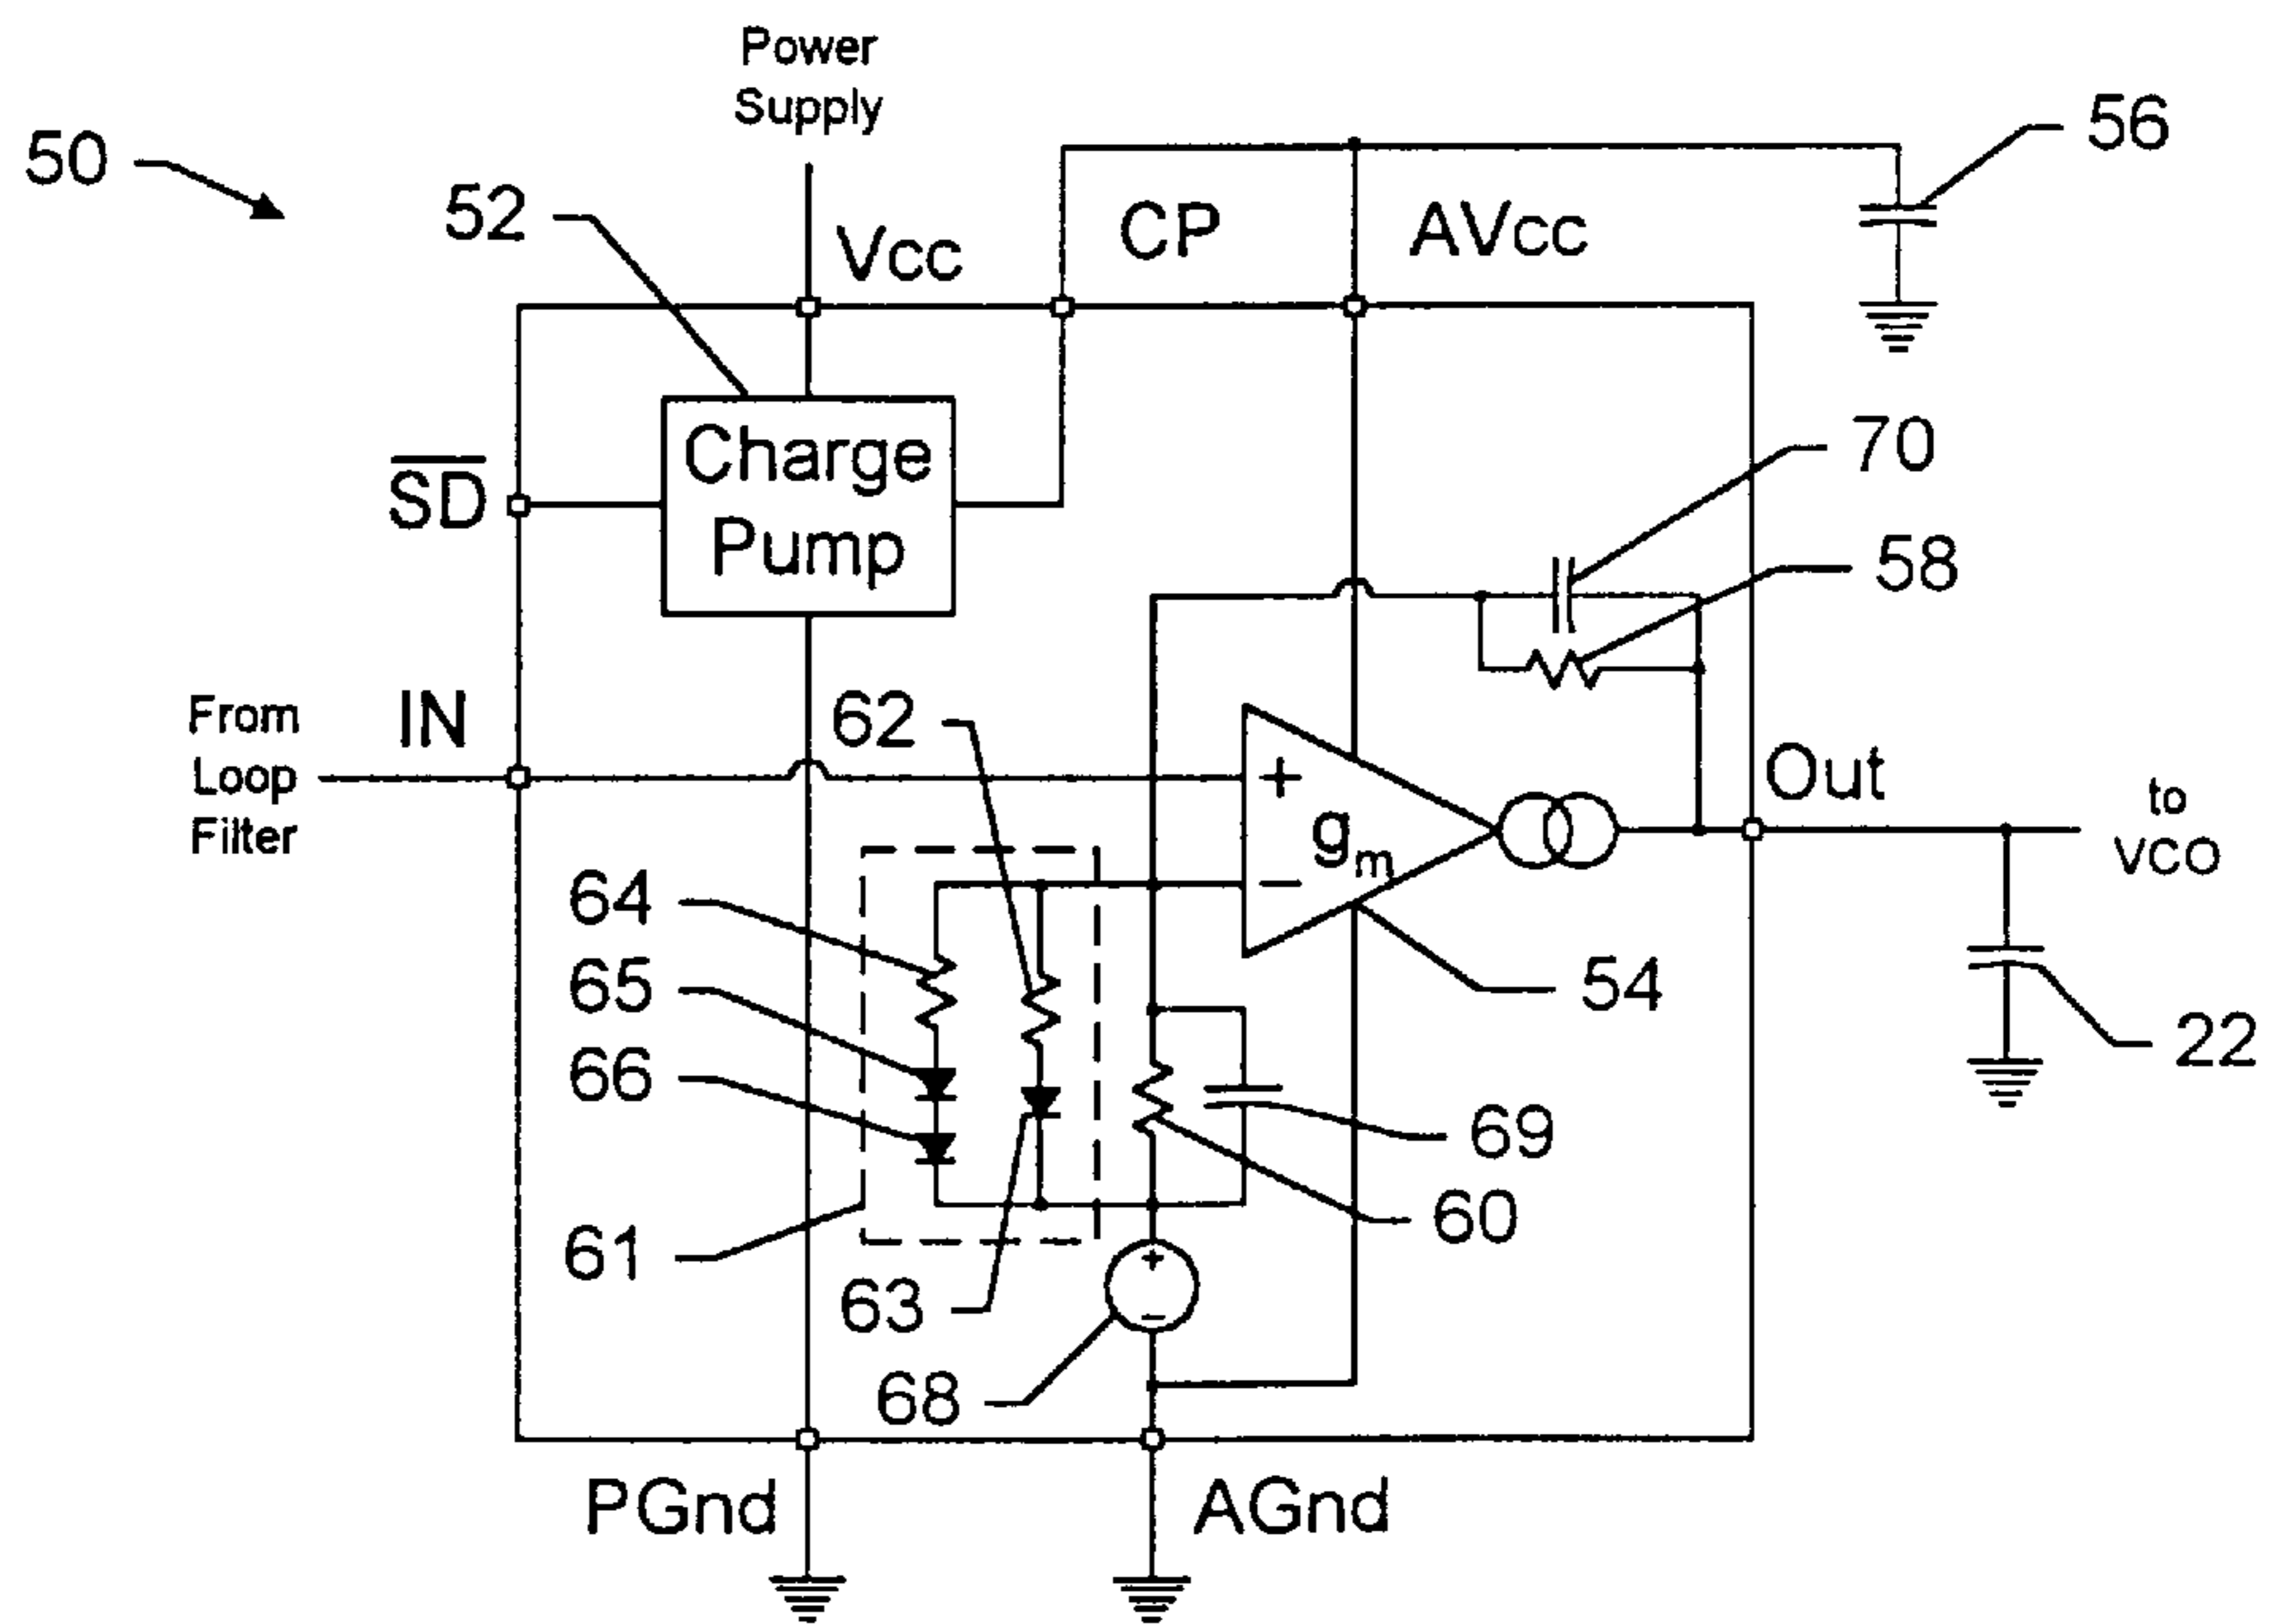 Power
Supply
50
52
Vcc
CP
AVcc
56
SD
Charge
Pump
70
58
From
Loop
Filter
IN
62
+
gm
−
Out
to
VCO
64
65
66
54
22
69
60
61
63
+
−
68
PGnd
AGnd